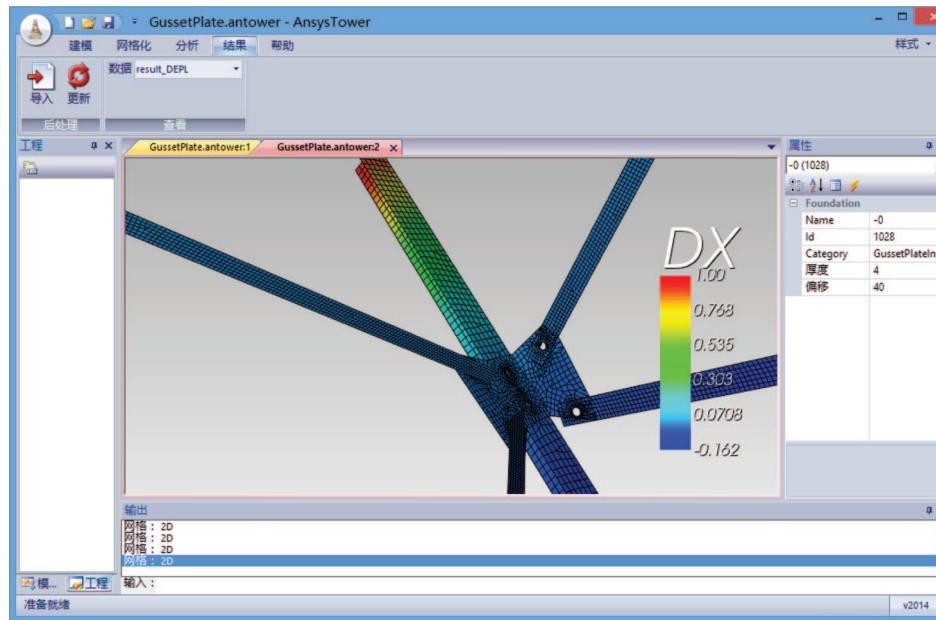 GussetPlate.antower - AnsysTower
建模 网格化 分析 结果 帮助 样式
数据 result_DEPL
导入 更新
后处理 查看
工程
GussetPlate.antower:1 GussetPlate.antower:2
属性
-0 (1028)
Foundation
Name -0
Id 1028
Category GussetPlateIn
厚度 4
偏移 40
DX
1.00
0.768
0.535
0.303
0.0708
-0.162
输出
网格：2D
网格：2D
网格：2D
网格：2D
模... 工程
输入：
准备就绪 v2014